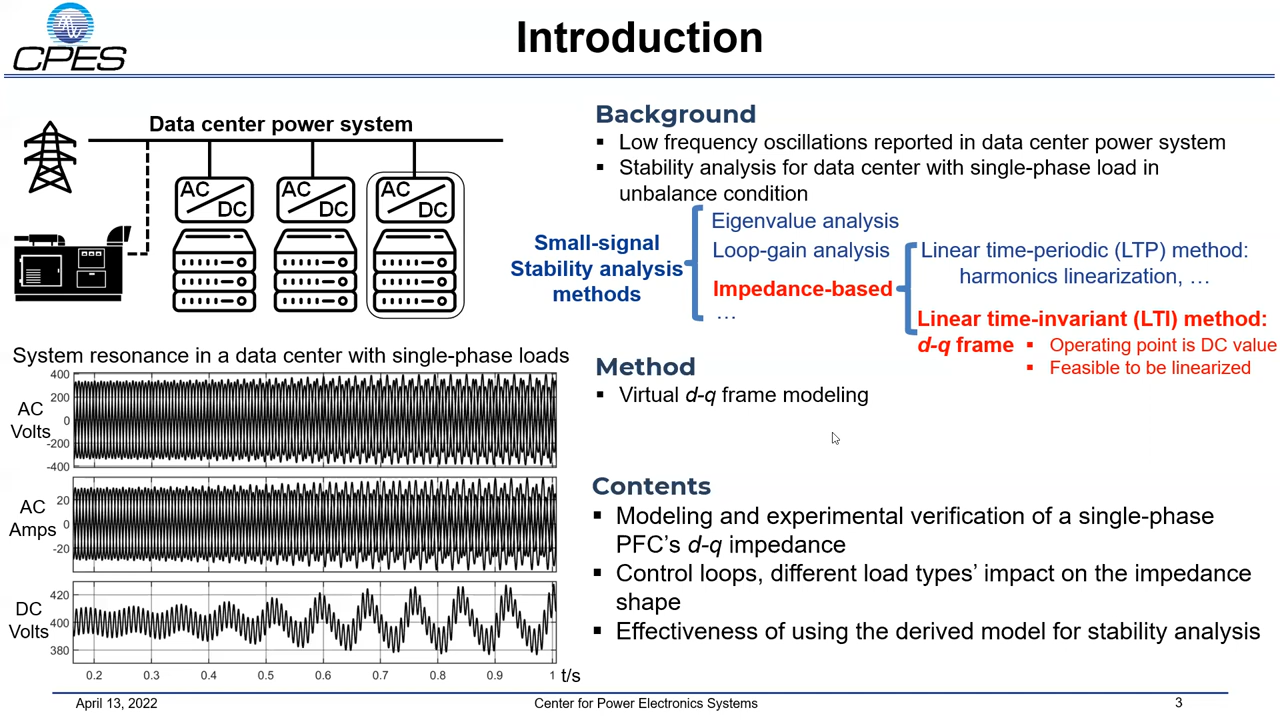 CPES
Introduction
Data center power system
AC
DC
AC
DC
AC
DC
System resonance in a data center with single-phase loads
AC
Volts
400
200
0
-200
-400
AC
Amps
20
0
-20
DC
Volts
420
400
380
0.2 0.3 0.4 0.5 0.6 0.7 0.8 0.9 1 t/s
Background
▪ Low frequency oscillations reported in data center power system
▪ Stability analysis for data center with single-phase load in
unbalance condition
Small-signal
Stability analysis
methods
Eigenvalue analysis
Loop-gain analysis
Impedance-based
…
Linear time-periodic (LTP) method:
harmonics linearization, …
Linear time-invariant (LTI) method:
d-q frame ▪ Operating point is DC value
▪ Feasible to be linearized
Method
▪ Virtual d-q frame modeling
Contents
▪ Modeling and experimental verification of a single-phase
PFC’s d-q impedance
▪ Control loops, different load types’ impact on the impedance
shape
▪ Effectiveness of using the derived model for stability analysis
April 13, 2022
Center for Power Electronics Systems
3